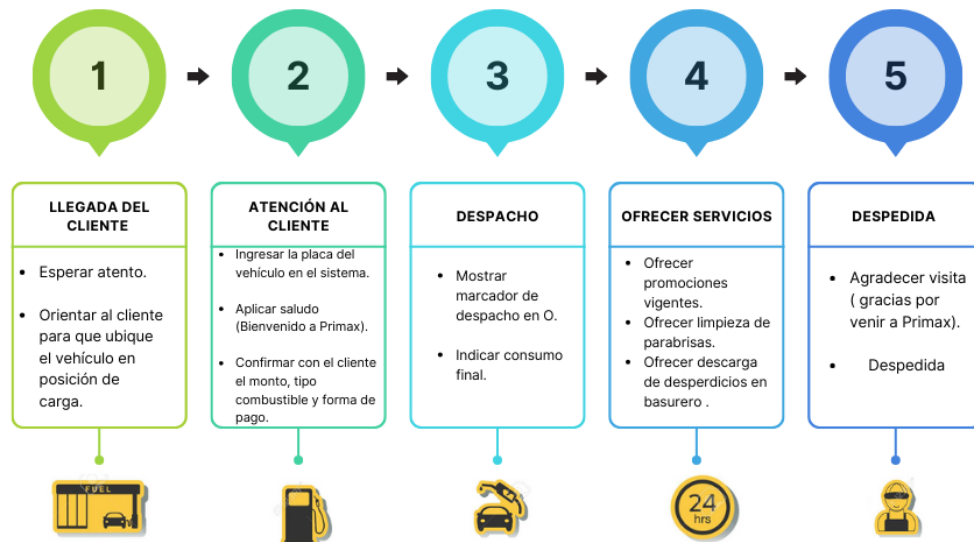 1
2
3
4
5
LLEGADA DEL
CLIENTE
• Esperar atento.
• Orientar al cliente
para que ubique
el vehículo en
posición de
carga.
ATENCIÓN AL
CLIENTE
• Ingresar la placa del
vehículo en el sistema.
• Aplicar saludo
(Bienvenido a Primax).
• Confirmar con el cliente
el monto, tipo
combustible y forma de
pago.
DESPACHO
• Mostrar
marcador de
despacho en O.
• Indicar consumo
final.
OFRECER SERVICIOS
• Ofrecer
promociones
vigentes.
• Ofrecer limpieza de
parabrisas.
• Ofrecer descarga
de desperdicios en
basurero .
DESPEDIDA
• Agradecer visita
( gracias por
venir a Primax).
• Despedida
FUEL
24
hrs